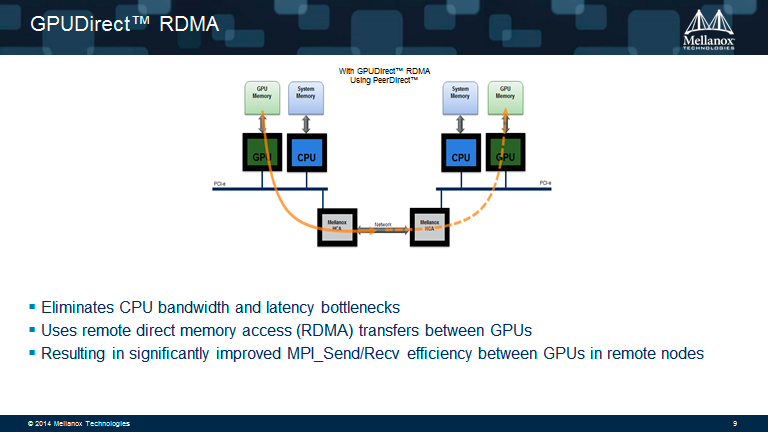 GPUDirect™ RDMA
Mellanox
TECHNOLOGIES
With GPUDirect™ RDMA
Using PeerDirect™
GPU
Memory
System
Memory
System
Memory
GPU
Memory
GPU
CPU
CPU
GPU
PCI-e
PCI-e
Mellanox
HCA
Network
Mellanox
HCA
▪ Eliminates CPU bandwidth and latency bottlenecks
▪ Uses remote direct memory access (RDMA) transfers between GPUs
▪ Resulting in significantly improved MPI_Send/Recv efficiency between GPUs in remote nodes
© 2014 Mellanox Technologies
9